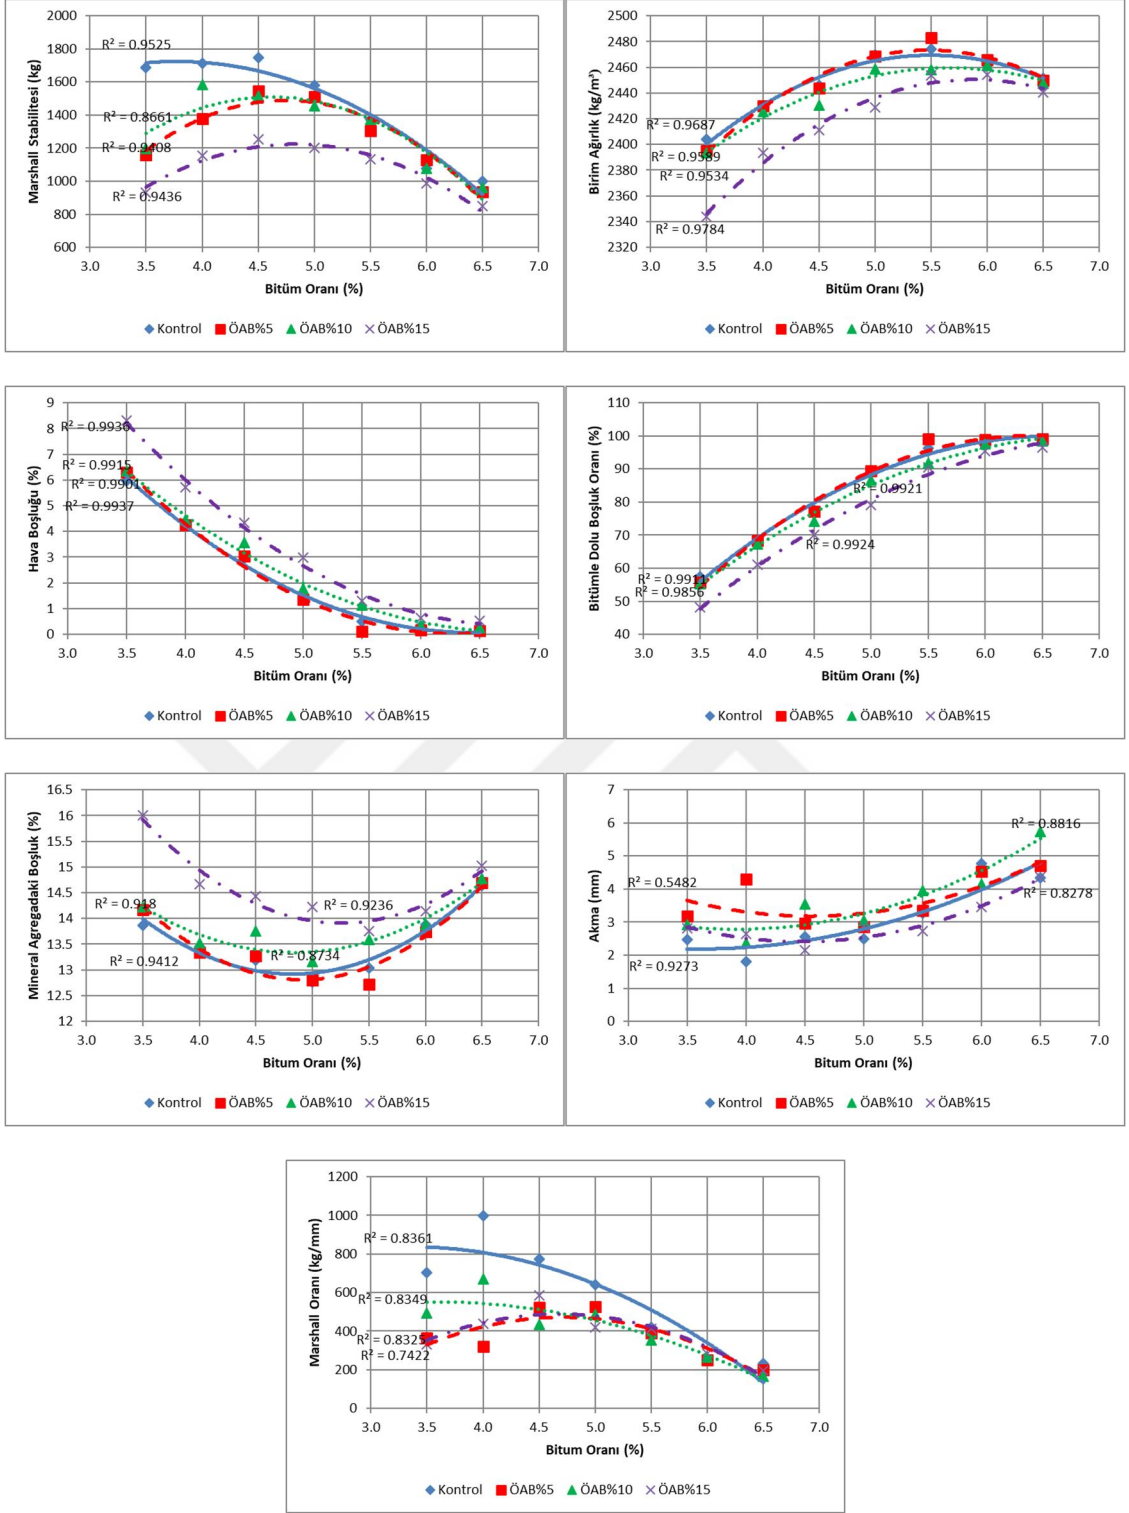 2000
1800
1600
1400
1200
1000
800
600
Marshall Stabilitesi (kg)
R² = 0.9525
R² = 0.8661
R² = 0.9408
R² = 0.9436
3.0 3.5 4.0 4.5 5.0 5.5 6.0 6.5 7.0
Bitüm Oranı (%)
Kontrol ÖAB%5 ÖAB%10 ÖAB%15
2500
2480
2460
2440
2420
2400
2380
2360
2340
2320
Birim Ağırlık (kg/m³)
R² = 0.9687
R² = 0.9589
R² = 0.9534
R² = 0.9784
3.0 3.5 4.0 4.5 5.0 5.5 6.0 6.5 7.0
Bitüm Oranı (%)
Kontrol ÖAB%5 ÖAB%10 ÖAB%15
9
8
7
6
5
4
3
2
1
0
Hava Boşluğu (%)
R² = 0.9936
R² = 0.9915
R² = 0.9901
R² = 0.9937
3.0 3.5 4.0 4.5 5.0 5.5 6.0 6.5 7.0
Bitüm Oranı (%)
Kontrol ÖAB%5 ÖAB%10 ÖAB%15
110
100
90
80
70
60
50
40
Bitümle Dolu Boşluk Oranı (%)
R² = 0.9921
R² = 0.9924
R² = 0.9911
R² = 0.9856
3.0 3.5 4.0 4.5 5.0 5.5 6.0 6.5 7.0
Bitüm Oranı (%)
Kontrol ÖAB%5 ÖAB%10 ÖAB%15
16.5
16
15.5
15
14.5
14
13.5
13
12.5
12
Mineral Agregadaki Boşluk (%)
R² = 0.918
R² = 0.9236
R² = 0.8734
R² = 0.9412
3.0 3.5 4.0 4.5 5.0 5.5 6.0 6.5 7.0
Bitum Oranı (%)
Kontrol ÖAB%5 ÖAB%10 ÖAB%15
7
6
5
4
3
2
1
0
Akma (mm)
R² = 0.8816
R² = 0.5482
R² = 0.8278
R² = 0.9273
3.0 3.5 4.0 4.5 5.0 5.5 6.0 6.5 7.0
Bitum Oranı (%)
Kontrol ÖAB%5 ÖAB%10 ÖAB%15
1200
1000
800
600
400
200
0
Marshall Oranı (kg/mm)
R² = 0.8361
R² = 0.8349
R² = 0.8325
R² = 0.7422
3.0 3.5 4.0 4.5 5.0 5.5 6.0 6.5 7.0
Bitum Oranı (%)
Kontrol ÖAB%5 ÖAB%10 ÖAB%15